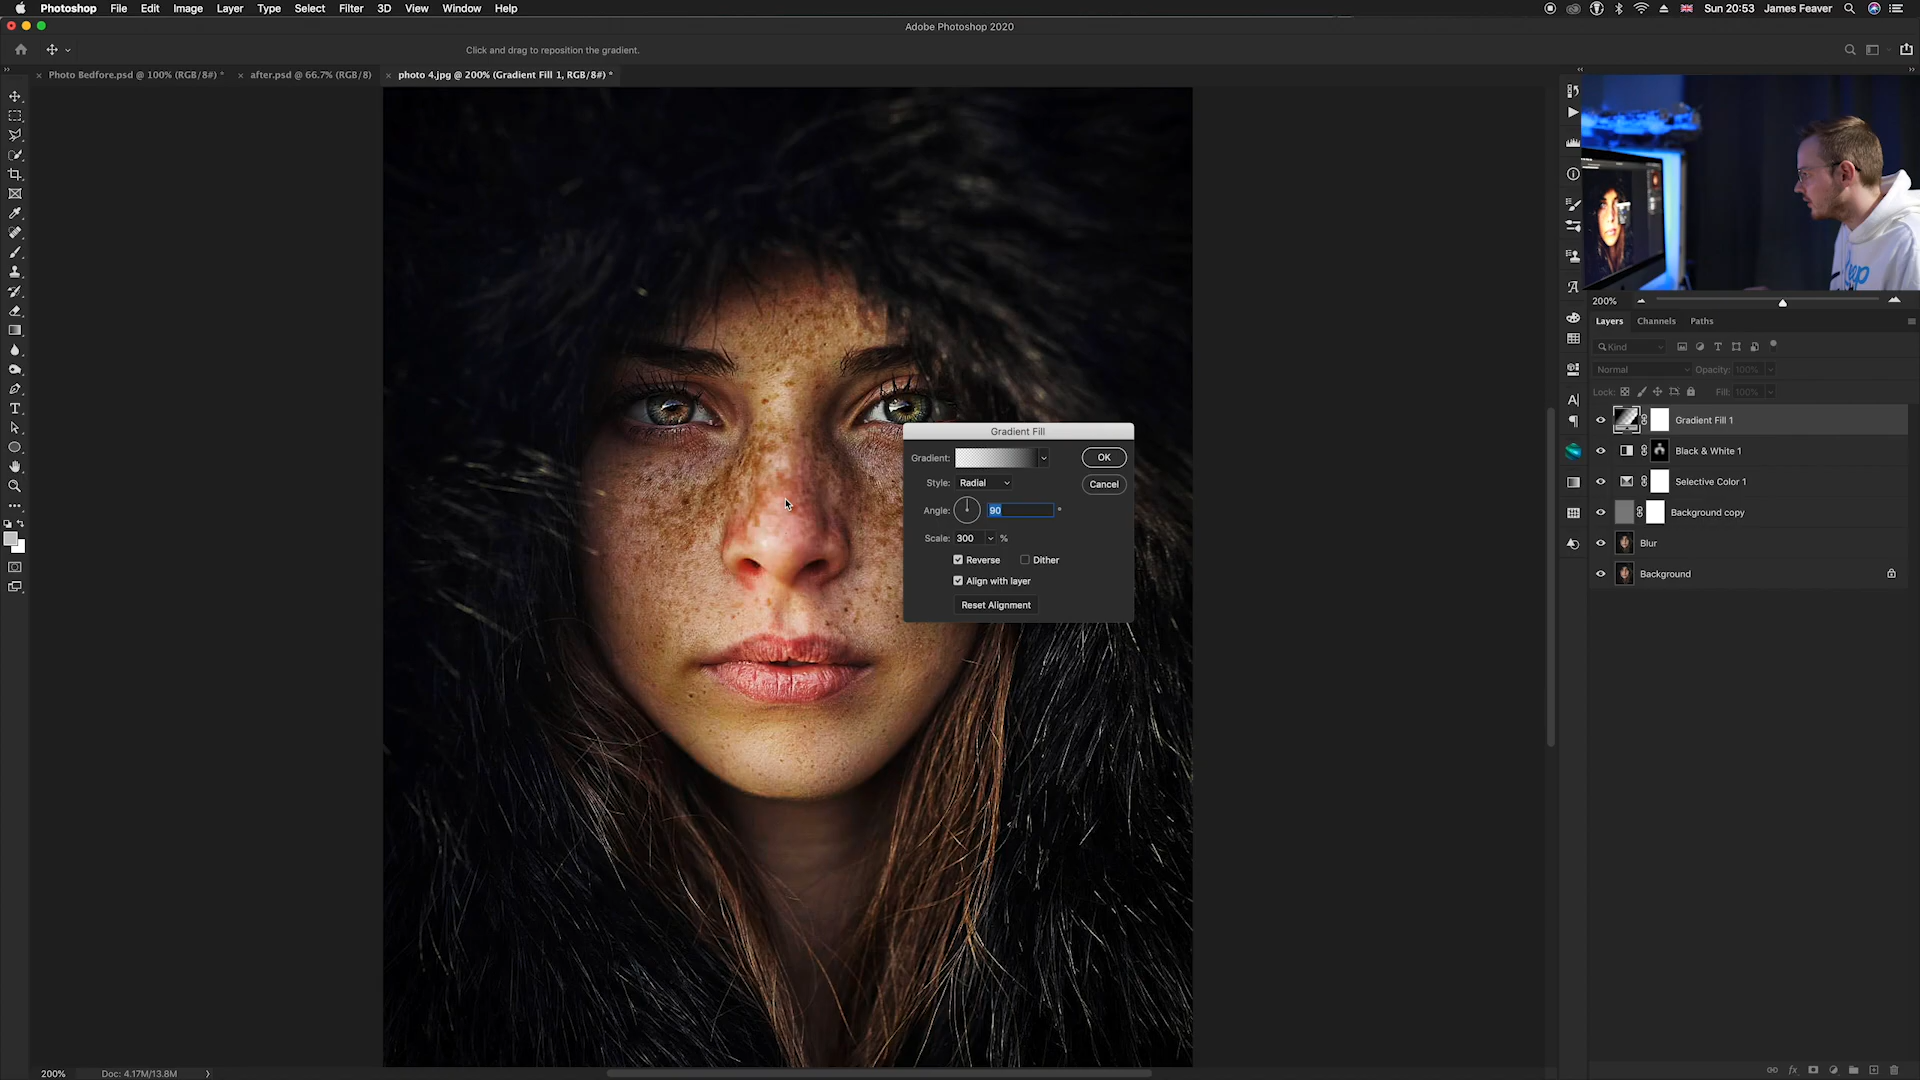 Photoshop File Edit Image Layer Type Select Filter 3D View Window Help
Sun 20:53 James Feaver
Adobe Photoshop 2020
Click and drag to reposition the gradient.
Photo Bedfore.psd @ 100% (RGB/8#) *
after.psd @ 66.7% (RGB/8)
photo 4.jpg @ 200% (Gradient Fill 1, RGB/8#) *
200%
Layers Channels Paths
Kind
Normal Opacity: 100%
Lock: Fill: 100%
Gradient Fill 1
Black & White 1
Selective Color 1
Background copy
Blur
Background
Gradient Fill
Gradient: OK
Style: Radial Cancel
Angle: 90 °
Scale: 300 %
Reverse Dither
Align with layer
Reset Alignment
200% Doc: 4.17M/13.8M